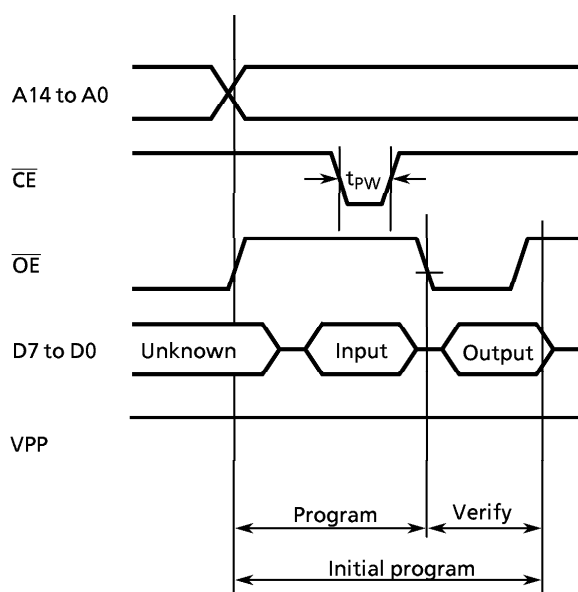 A14 to A0
CE
tPW
OE
D7 to D0
Unknown
Input
Output
VPP
Program
Verify
Initial program